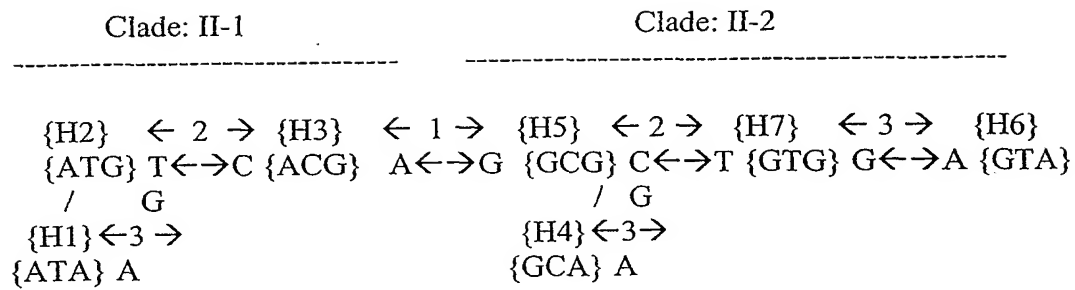 Clade: II-1 Clade: II-2
{H2} ← 2 → {H3} ← 1 → {H5} ← 2 → {H7} ← 3 → {H6}
{ATG} T←→C {ACG} A←→G {GCG} C←→T {GTG} G←→A {GTA}
/ G / G
{H1}←3 → {H4}←3→
{ATA} A {GCA} A